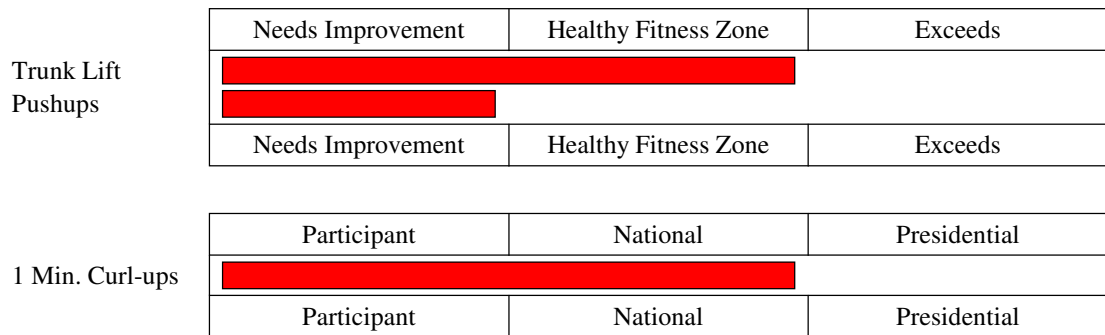 Needs Improvement Healthy Fitness Zone Exceeds
Trunk Lift
Pushups
Needs Improvement Healthy Fitness Zone Exceeds
Participant National Presidential
1 Min. Curl-ups
Participant National Presidential